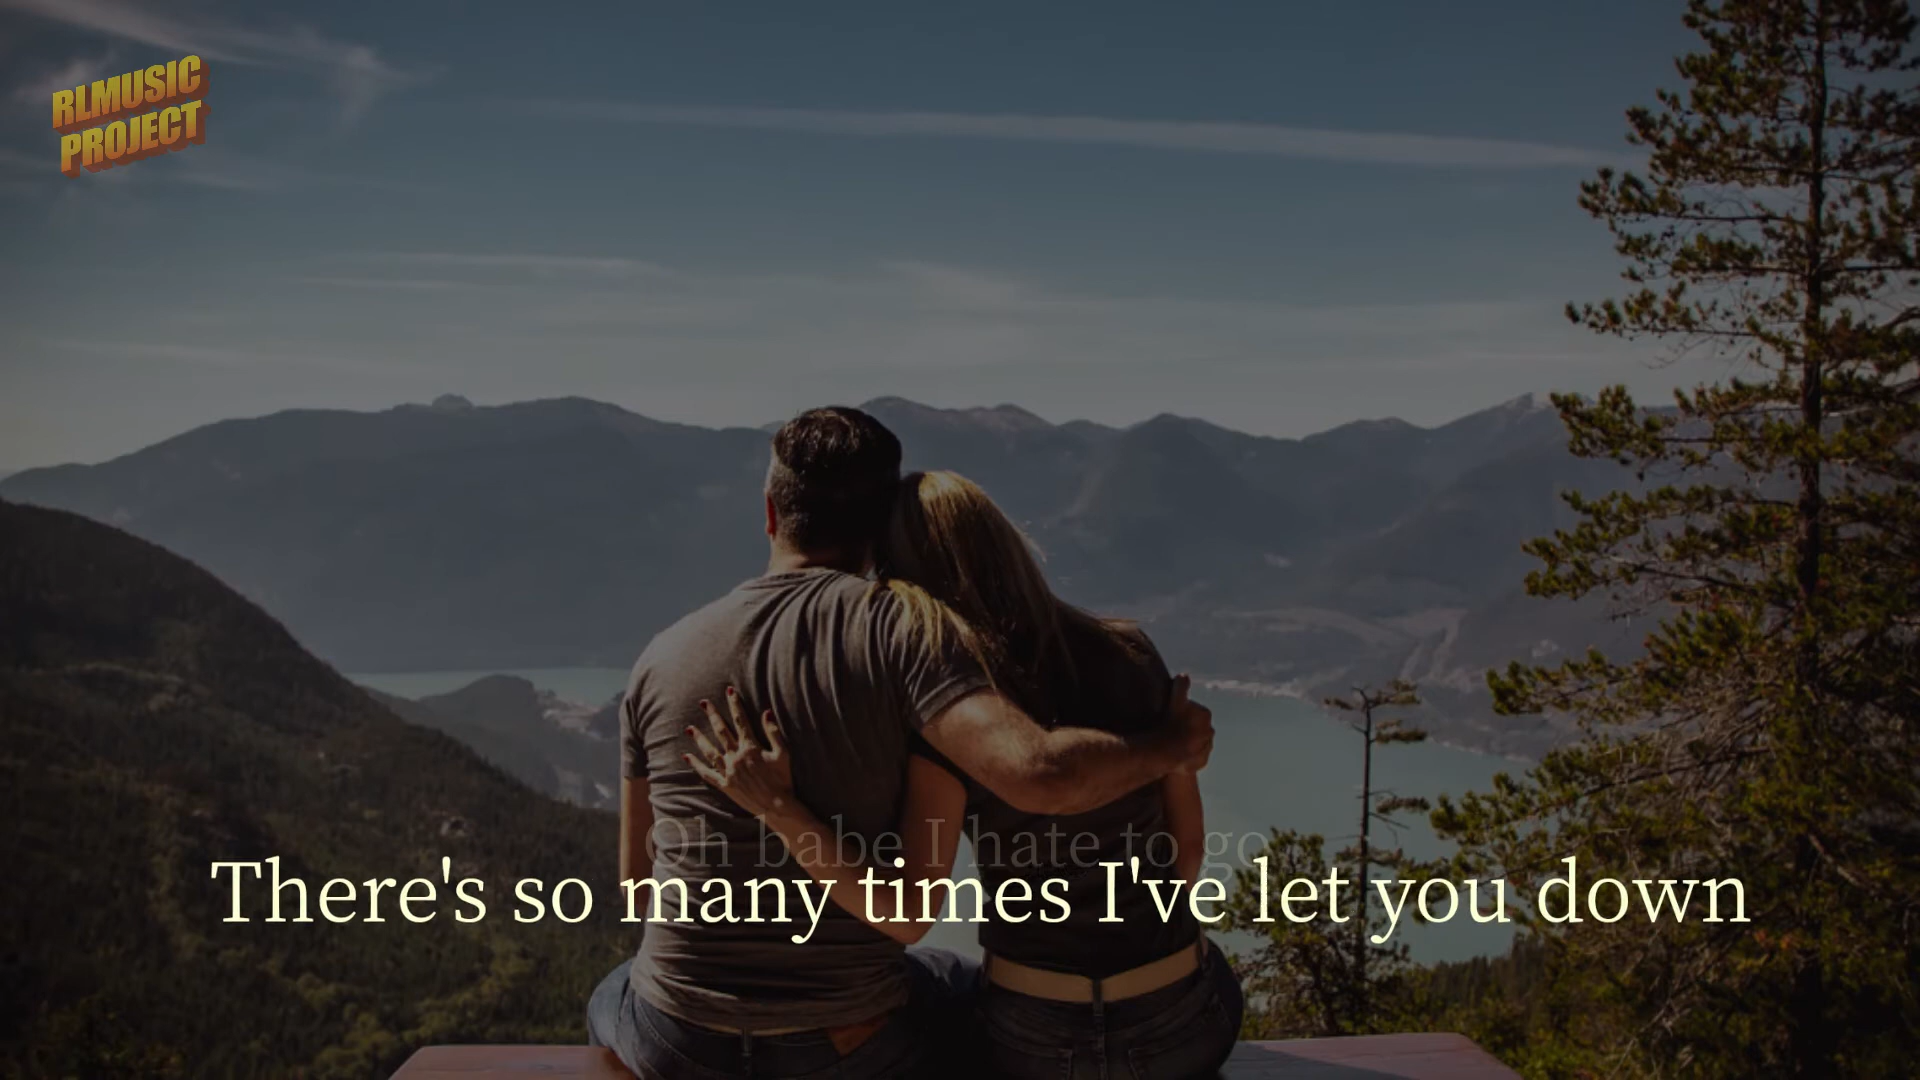 RLMUSIC
PROJECT
Oh babe I hate to go
There's so many times I've let you down